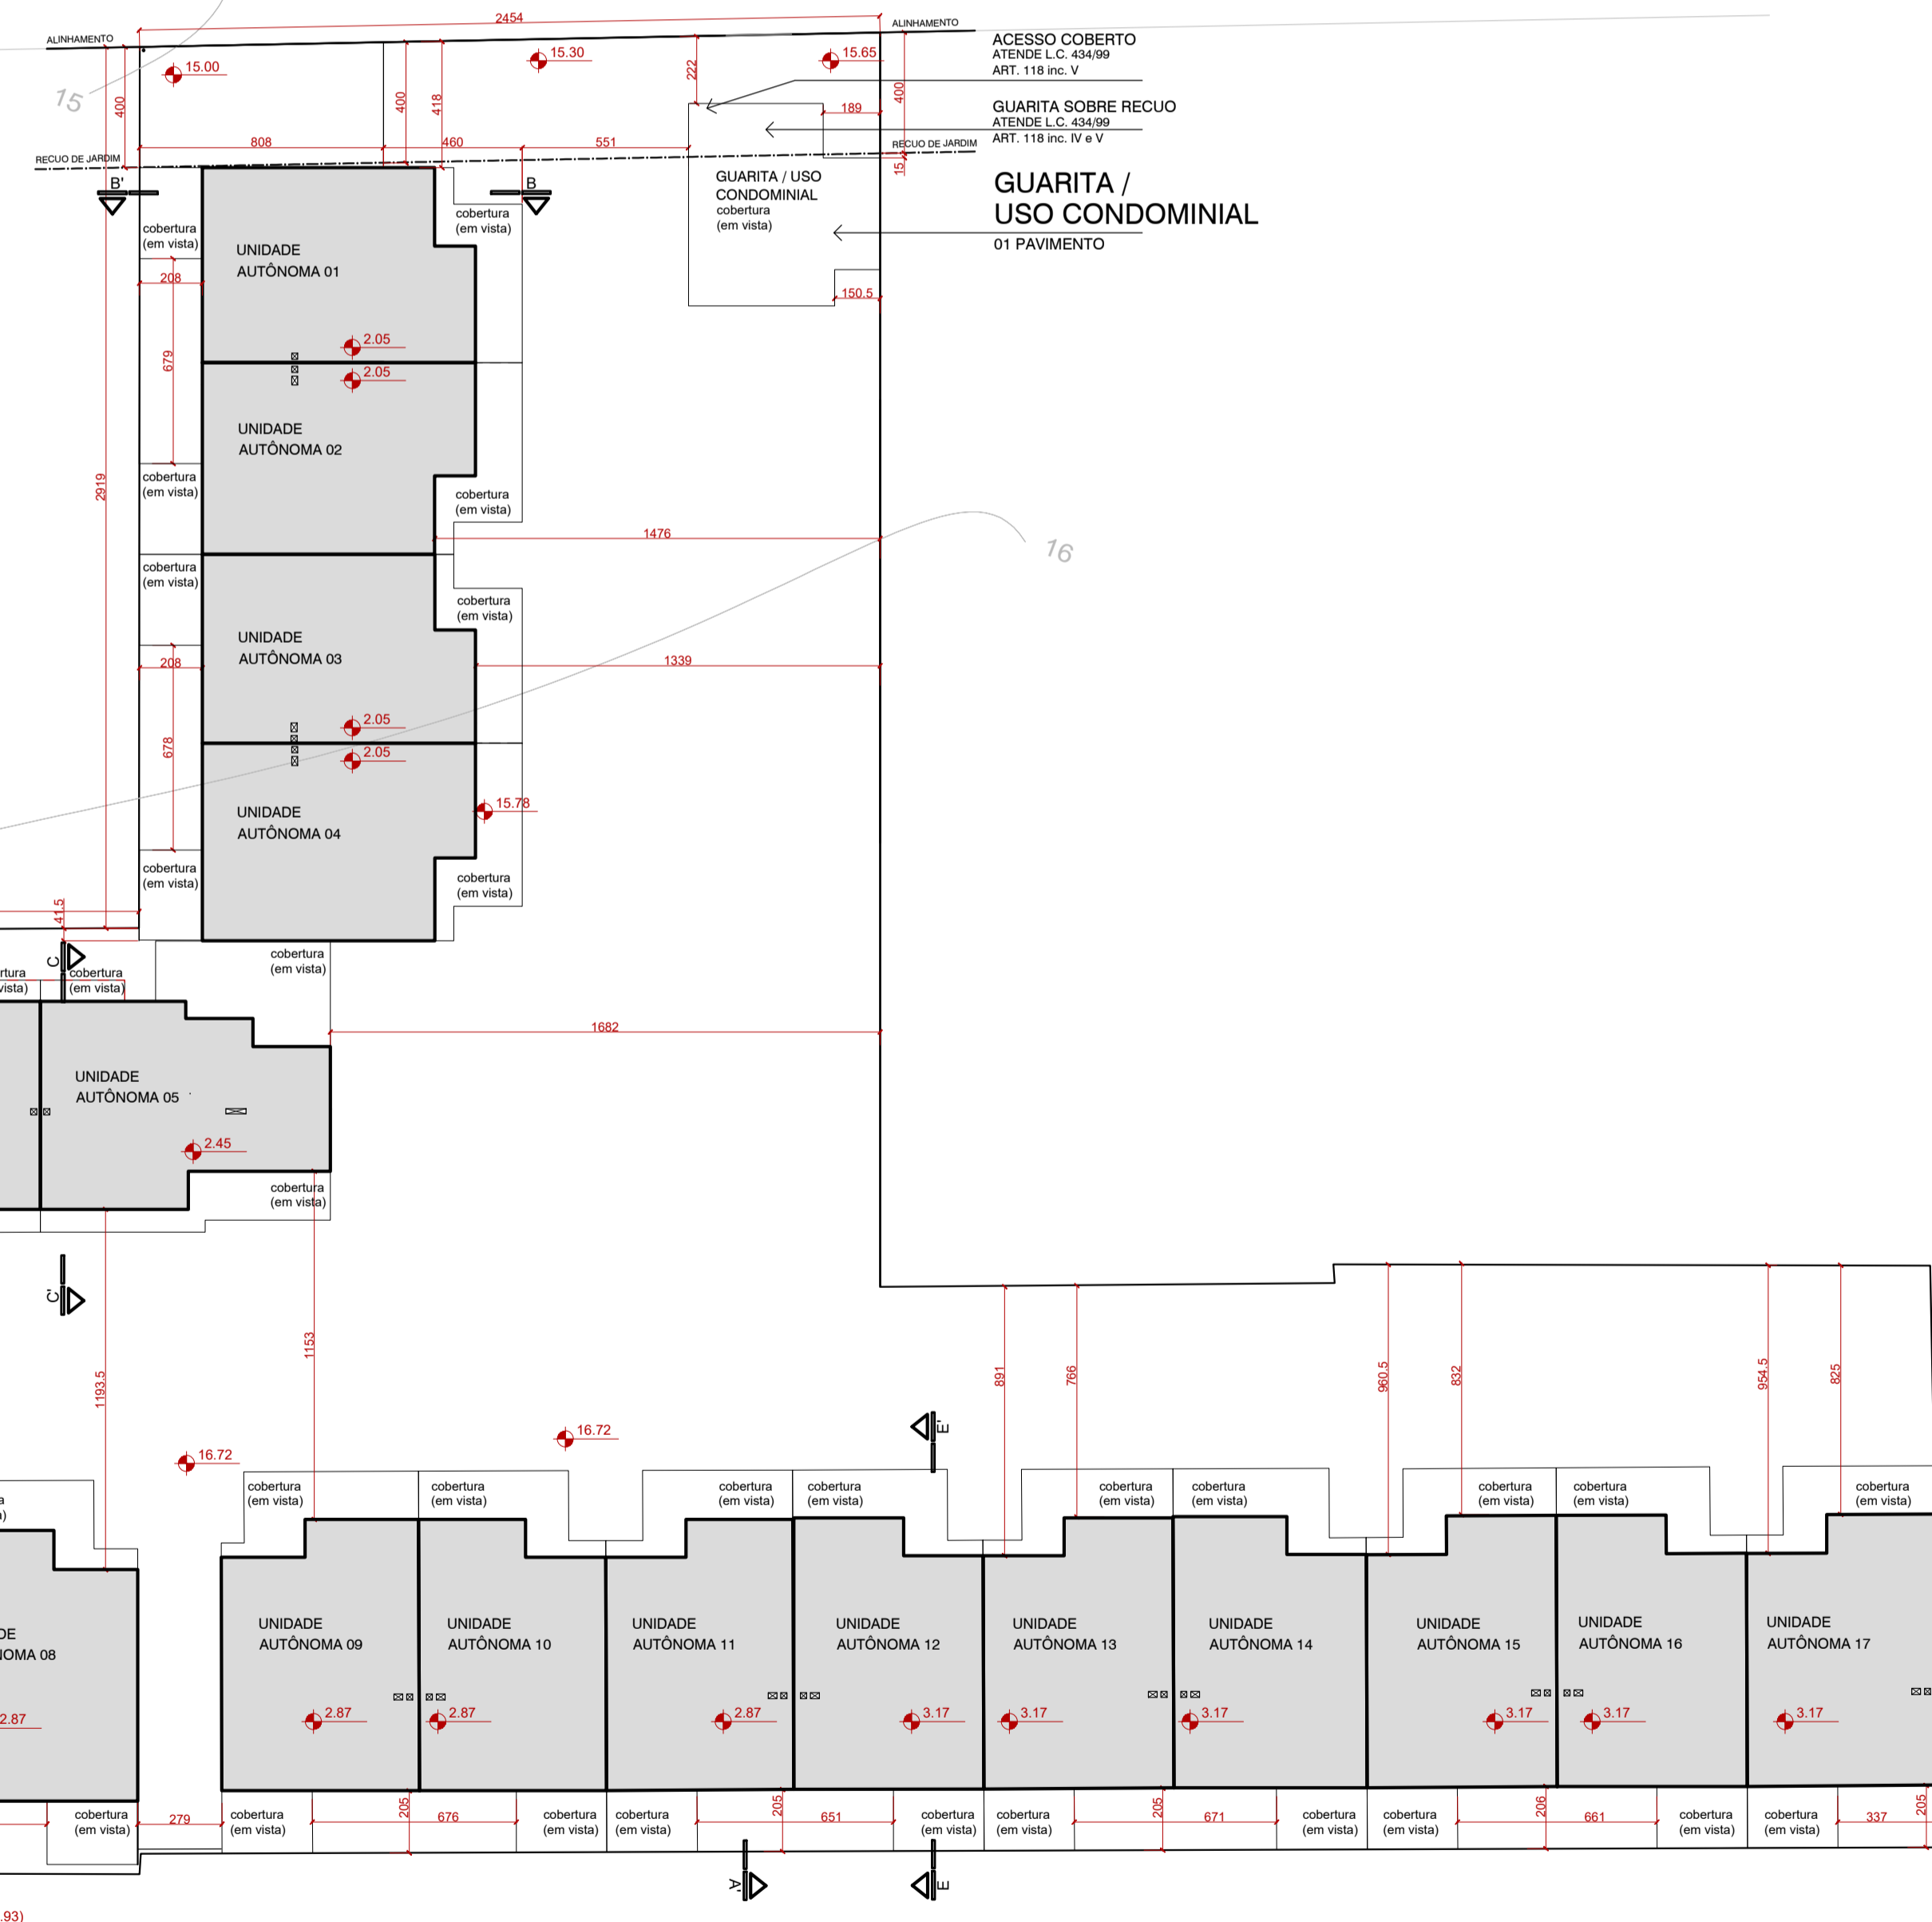 2454
ALINHAMENTO
ALINHAMENTO
15.00
15.30
15.65
ACESSO COBERTO
ATENDE L.C. 434/99
ART. 118 inc. V
15
400
400
418
222
400
189
GUARITA SOBRE RECUO
ATENDE L.C. 434/99
ART. 118 inc. IV e V
808
460
551
RECUO DE JARDIM
RECUO DE JARDIM
15
B'
B
GUARITA / USO
CONDOMINIAL
cobertura
(em vista)
GUARITA /
USO CONDOMINIAL
01 PAVIMENTO
cobertura
(em vista)
cobertura
(em vista)
UNIDADE
AUTÔNOMA 01
208
150.5
2.05
679
2.05
UNIDADE
AUTÔNOMA 02
2919
cobertura
(em vista)
cobertura
(em vista)
1476
16
cobertura
(em vista)
cobertura
(em vista)
UNIDADE
AUTÔNOMA 03
208
1339
2.05
678
2.05
15.78
UNIDADE
AUTÔNOMA 04
cobertura
(em vista)
cobertura
(em vista)
41.5
C
rtura
vista)
cobertura
(em vista)
cobertura
(em vista)
1682
UNIDADE
AUTÔNOMA 05
2.45
cobertura
(em vista)
C'
1193.5
1153
891
766
960.5
832
954.5
825
16.72
16.72
E'
a
)
cobertura
(em vista)
cobertura
(em vista)
cobertura
(em vista)
cobertura
(em vista)
cobertura
(em vista)
cobertura
(em vista)
cobertura
(em vista)
cobertura
(em vista)
cobertura
(em vista)
DE
NOMA 08
UNIDADE
AUTÔNOMA 09
UNIDADE
AUTÔNOMA 10
UNIDADE
AUTÔNOMA 11
UNIDADE
AUTÔNOMA 12
UNIDADE
AUTÔNOMA 13
UNIDADE
AUTÔNOMA 14
UNIDADE
AUTÔNOMA 15
UNIDADE
AUTÔNOMA 16
UNIDADE
AUTÔNOMA 17
2.87
2.87
2.87
2.87
3.17
3.17
3.17
3.17
3.17
3.17
cobertura
(em vista)
279
cobertura
(em vista)
205
676
cobertura
(em vista)
cobertura
(em vista)
205
651
cobertura
(em vista)
cobertura
(em vista)
205
671
cobertura
(em vista)
cobertura
(em vista)
206
661
cobertura
(em vista)
cobertura
(em vista)
337
205
A'
E
.93)